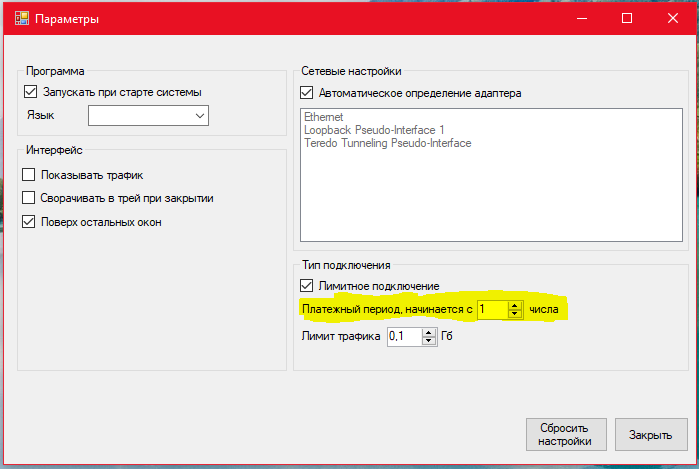 Параметры
Программа
Запускать при старте системы
Язык
Интерфейс
Показывать трафик
Сворачивать в трей при закрытии
Поверх остальных окон
Сетевые настройки
Автоматическое определение адаптера
Ethernet
Loopback Pseudo-Interface 1
Teredo Tunneling Pseudo-Interface
Тип подключения
Лимитное подключение
Платежный период, начинается с 1 числа
Лимит трафика 0,1 Гб
Сбросить
настройки
Закрыть